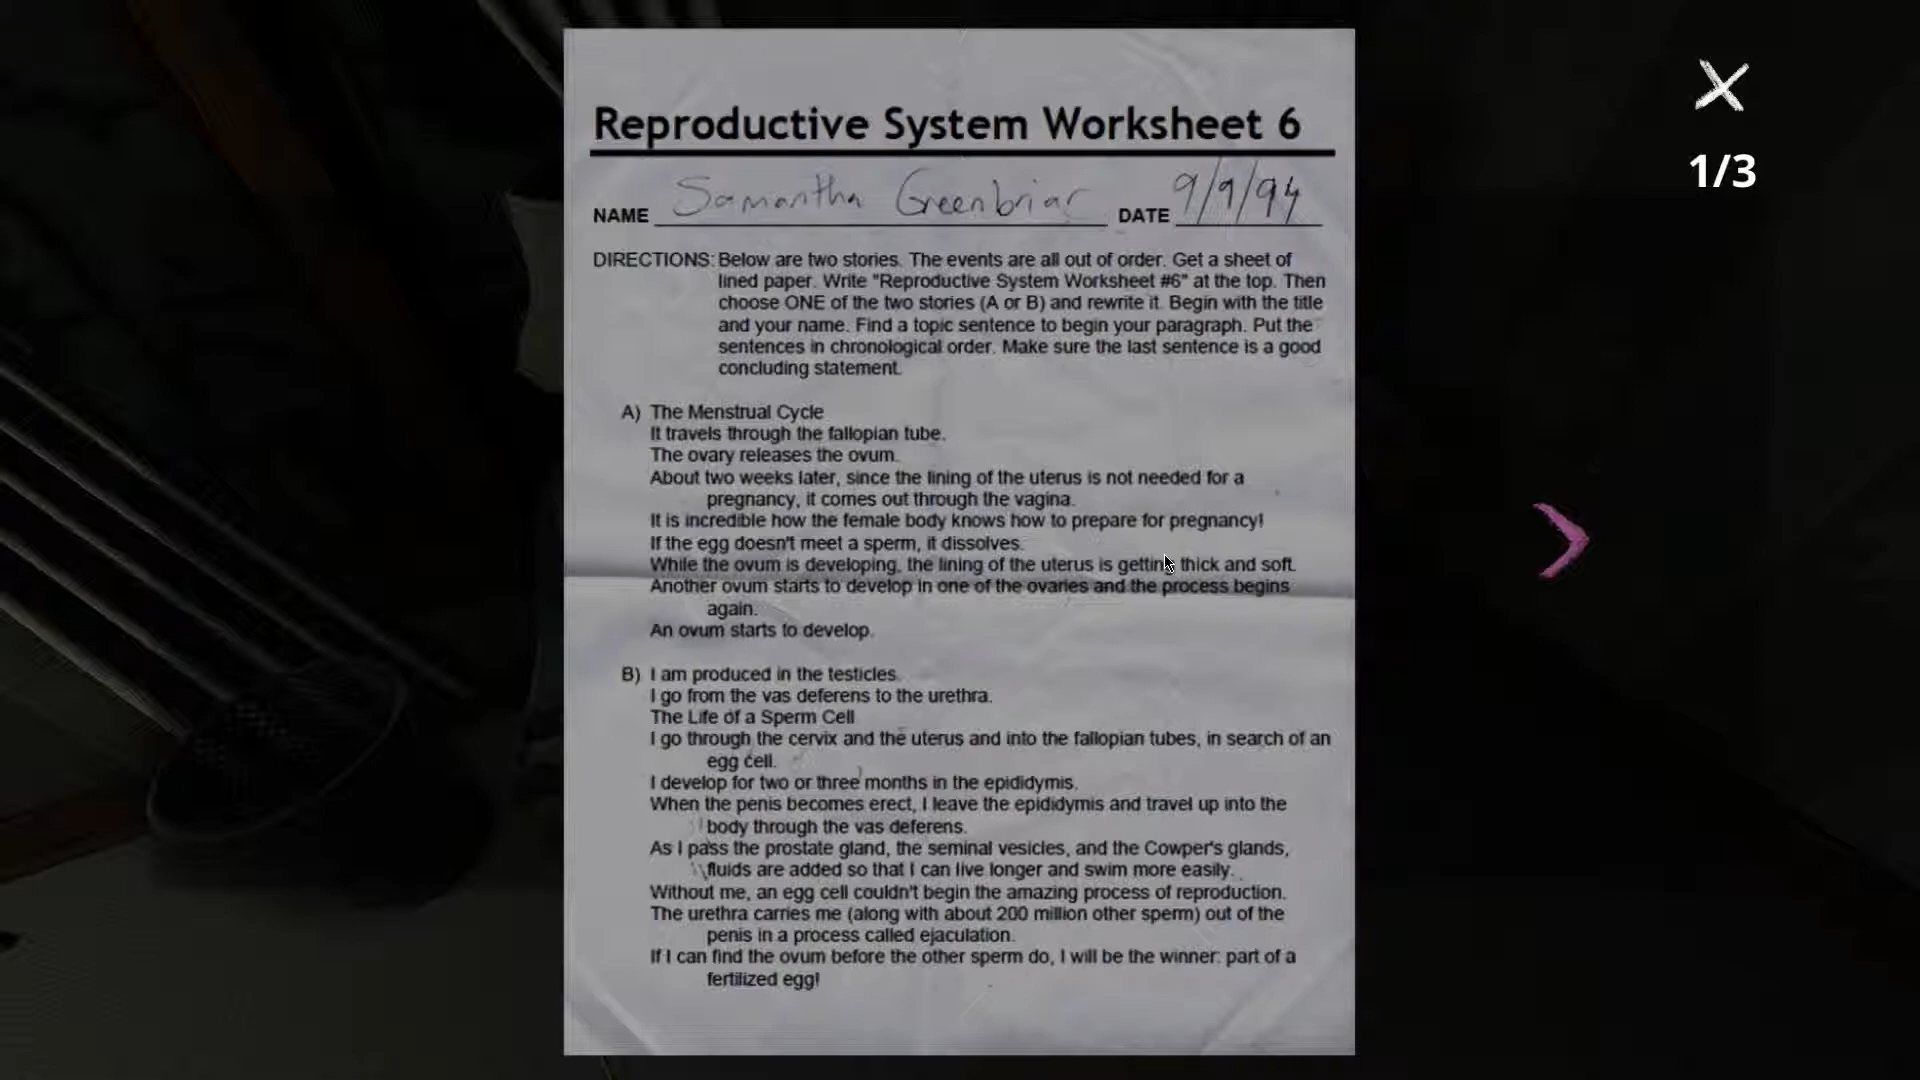 Reproductive System Worksheet 6
NAME Samantha Greenbriar DATE 9/9/94
DIRECTIONS: Below are two stories. The events are all out of order. Get a sheet of
lined paper. Write "Reproductive System Worksheet #6" at the top. Then
choose ONE of the two stories (A or B) and rewrite it. Begin with the title
and your name. Find a topic sentence to begin your paragraph. Put the
sentences in chronological order. Make sure the last sentence is a good
concluding statement.
A) The Menstrual Cycle
It travels through the fallopian tube.
The ovary releases the ovum.
About two weeks later, since the lining of the uterus is not needed for a
pregnancy, it comes out through the vagina.
It is incredible how the female body knows how to prepare for pregnancy!
If the egg doesn't meet a sperm, it dissolves.
While the ovum is developing, the lining of the uterus is getting thick and soft.
Another ovum starts to develop in one of the ovaries and the process begins
again.
An ovum starts to develop.
B) I am produced in the testicles.
I go from the vas deferens to the urethra.
The Life of a Sperm Cell
I go through the cervix and the uterus and into the fallopian tubes, in search of an
egg cell.
I develop for two or three months in the epididymis.
When the penis becomes erect, I leave the epididymis and travel up into the
body through the vas deferens.
As I pass the prostate gland, the seminal vesicles, and the Cowper's glands,
fluids are added so that I can live longer and swim more easily.
Without me, an egg cell couldn't begin the amazing process of reproduction.
The urethra carries me (along with about 200 million other sperm) out of the
penis in a process called ejaculation.
If I can find the ovum before the other sperm do, I will be the winner: part of a
fertilized egg!
1/3